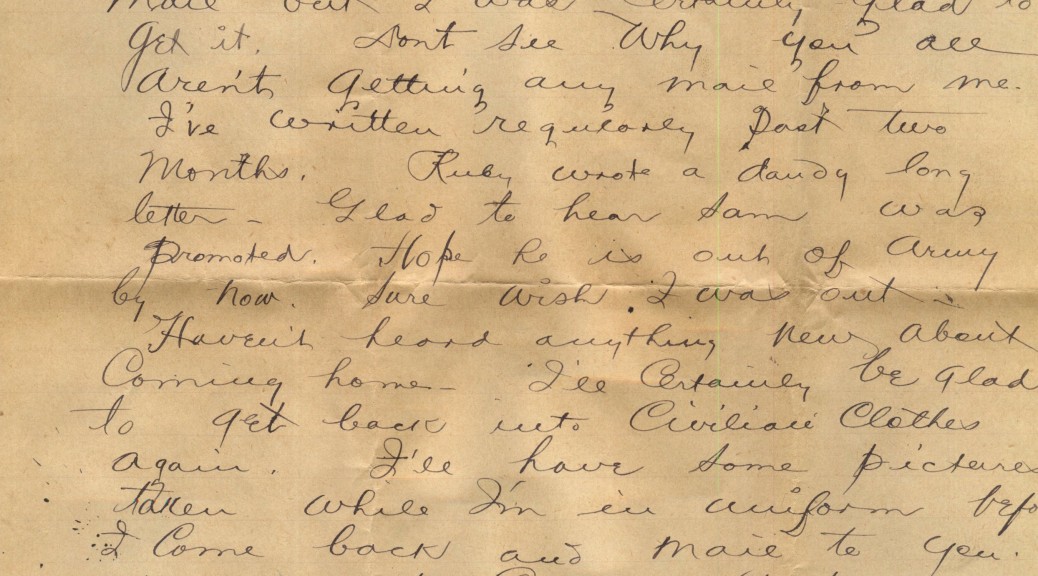 mail but I was certainly glad to
get it. Dont see Why you all
aren't getting any mail from me.
I've written regularly past two
Months. Ruby wrote a dandy long
letter - Glad to hear Sam was
promoted. Hope he is out of Army
by now. Sure wish I was out -
Haven't heard anything new About
Coming home - I'll Certainly be glad
to get back into Civilian Clothes
again. I'll have some pictures
taken while I'm in uniform befo
I Come back and mail to you.